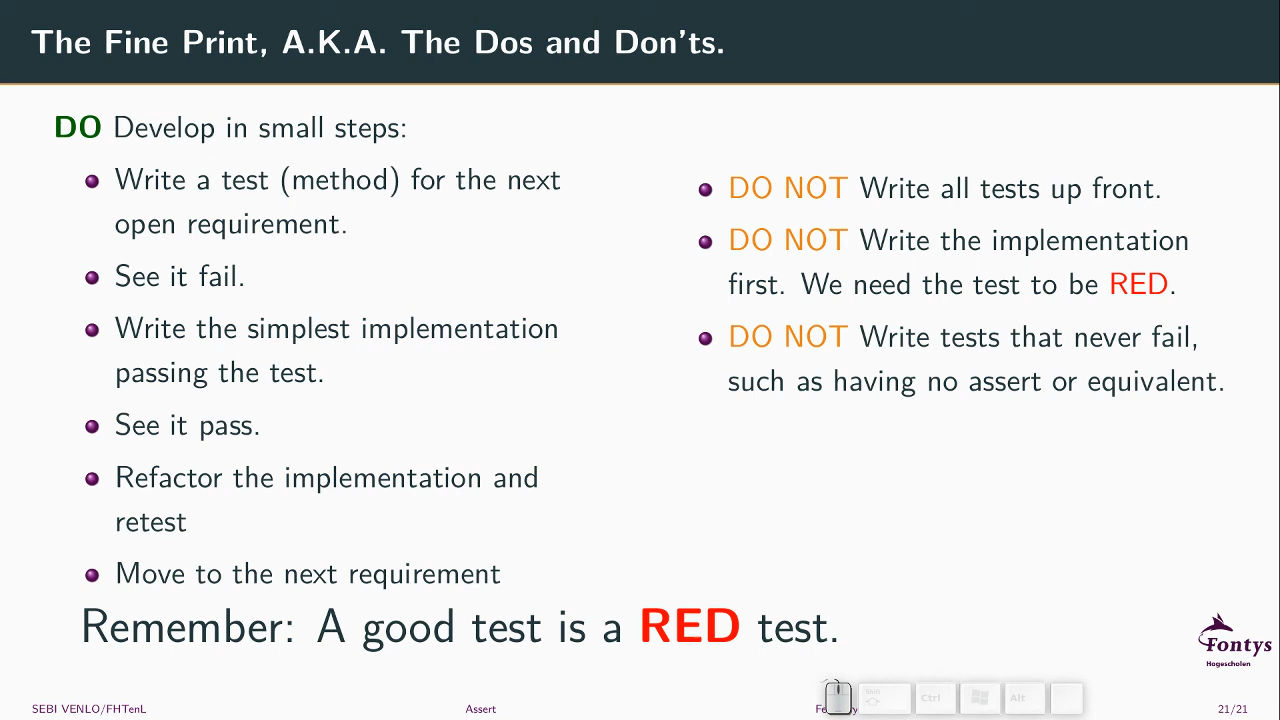 The Fine Print, A.K.A. The Dos and Don'ts.
DO Develop in small steps:
Write a test (method) for the next
open requirement.
See it fail.
Write the simplest implementation
passing the test.
See it pass.
Refactor the implementation and
retest
Move to the next requirement
DO NOT Write all tests up front.
DO NOT Write the implementation
first. We need the test to be RED.
DO NOT Write tests that never fail,
such as having no assert or equivalent.
Remember: A good test is a RED test.
Fontys
Hogescholen
Shift
Ctrl
Alt
SEBI VENLO/FHTenL
Assert
21/21